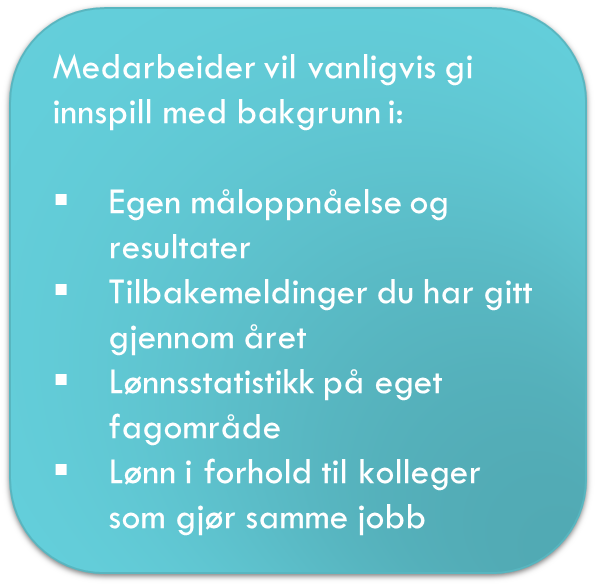 Medarbeider vil vanligvis gi
innspill med bakgrunn i:
▪ Egen måloppnåelse og
resultater
▪ Tilbakemeldinger du har gitt
gjennom året
▪ Lønnsstatistikk på eget
fagområde
▪ Lønn i forhold til kolleger
som gjør samme jobb